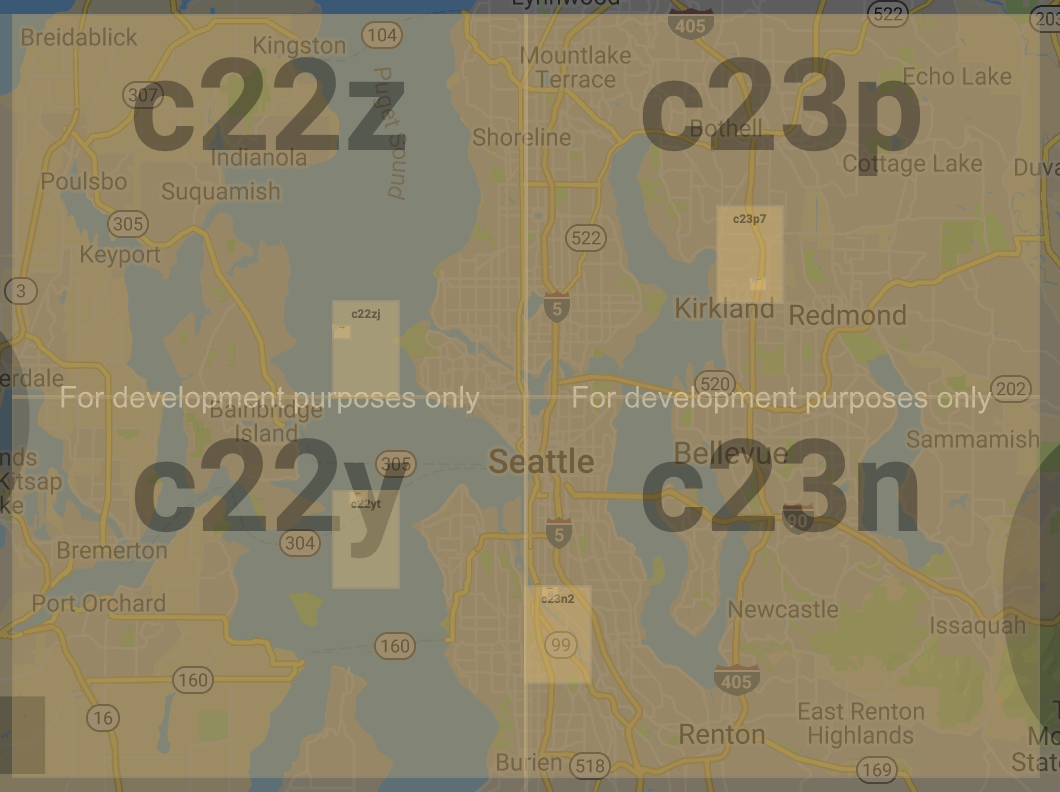 Lynnwood
Breidablick
Kingston
104
405
522
203
Mountlake
Terrace
Echo Lake
307
c22z
Puget Sound
c23p
Shoreline
Bothell
Indianola
Cottage Lake
Poulsbo
Suquamish
305
Keyport
522
c23p7
3
c22zj
5
Kirkland
Redmond
erdale
For development purposes only
For development purposes only
520
202
Bainbridge
Island
Sammamish
305
Seattle
Bellevue
nds
Kitsap
ke
c22y
c22yt
c23n
90
304
5
Bremerton
Port Orchard
c23n2
Newcastle
Issaquah
99
160
160
405
16
East Renton
Highlands
Renton
Burien
518
169